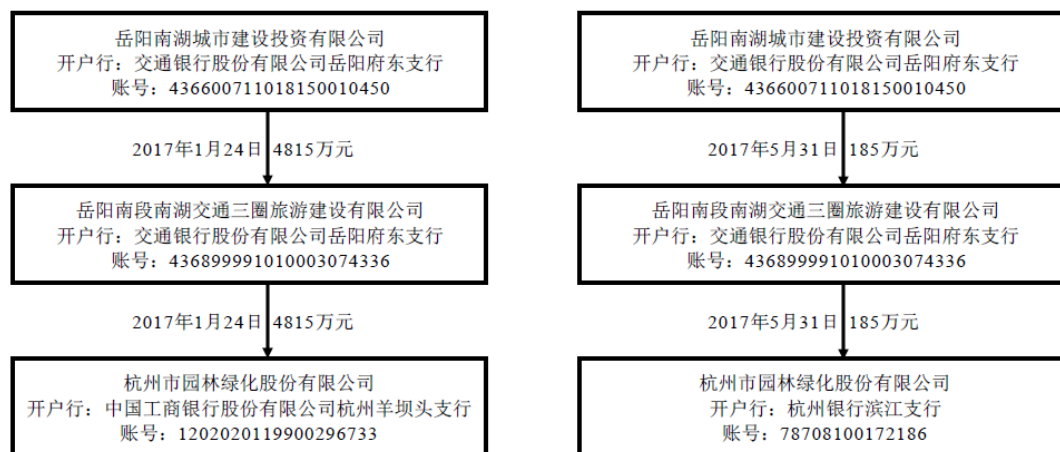 岳阳南湖城市建设投资有限公司
开户行：交通银行股份有限公司岳阳府东支行
账号：436600711018150010450
2017年1月24日 4815万元
岳阳南段南湖交通三圈旅游建设有限公司
开户行：交通银行股份有限公司岳阳府东支行
账号：436899991010003074336
2017年1月24日 4815万元
杭州市园林绿化股份有限公司
开户行：中国工商银行股份有限公司杭州羊坝头支行
账号：1202020119900296733
岳阳南湖城市建设投资有限公司
开户行：交通银行股份有限公司岳阳府东支行
账号：436600711018150010450
2017年5月31日 185万元
岳阳南段南湖交通三圈旅游建设有限公司
开户行：交通银行股份有限公司岳阳府东支行
账号：436899991010003074336
2017年5月31日 185万元
杭州市园林绿化股份有限公司
开户行：杭州银行滨江支行
账号：78708100172186